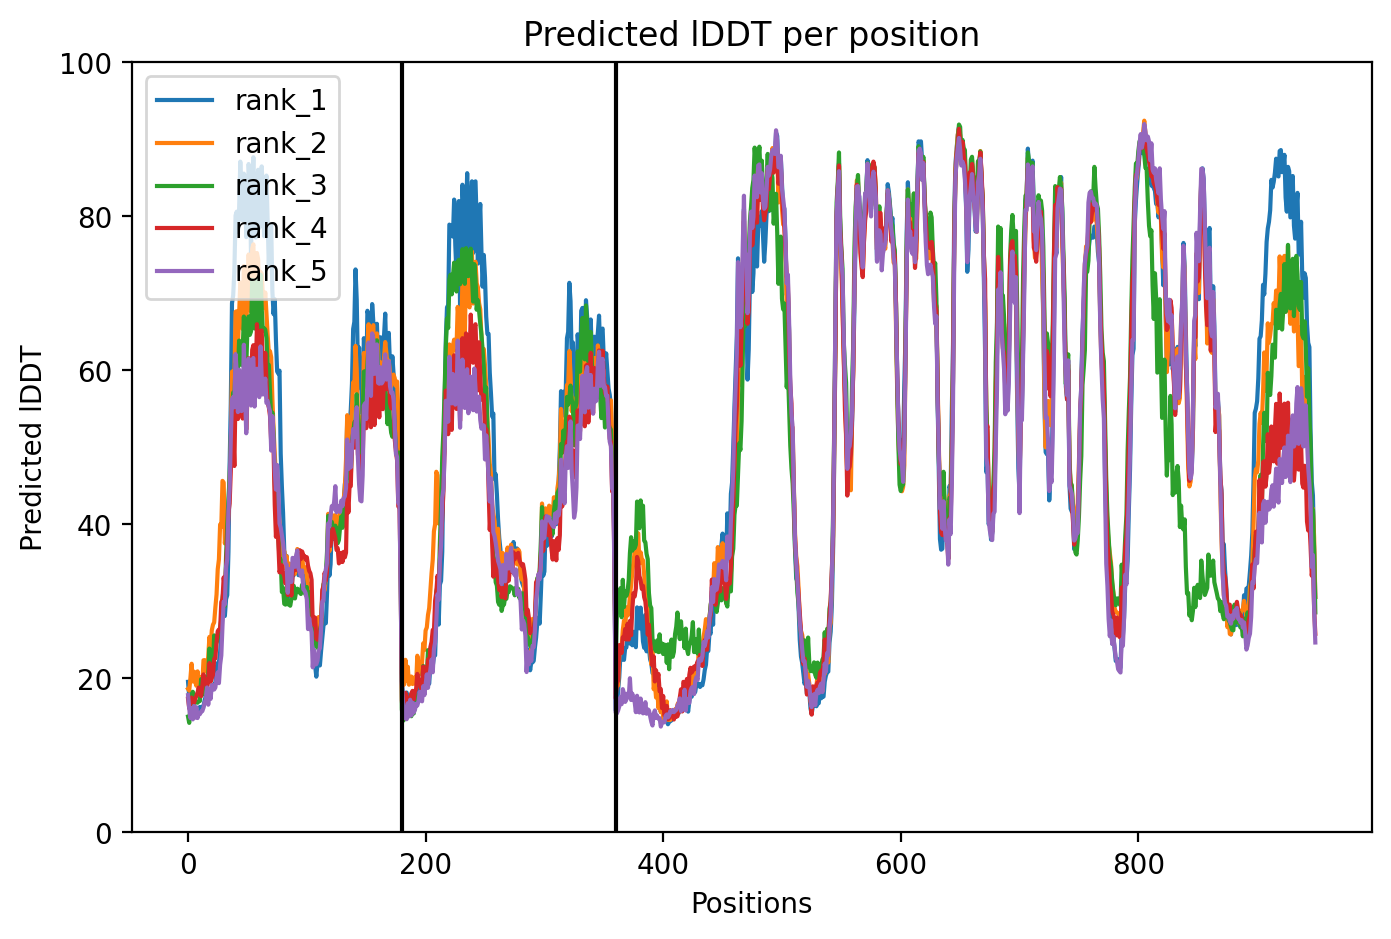 Predicted lDDT per position
100
80
60
40
20
0
Predicted lDDT
rank_1
rank_2
rank_3
rank_4
rank_5
0 200 400 600 800
Positions